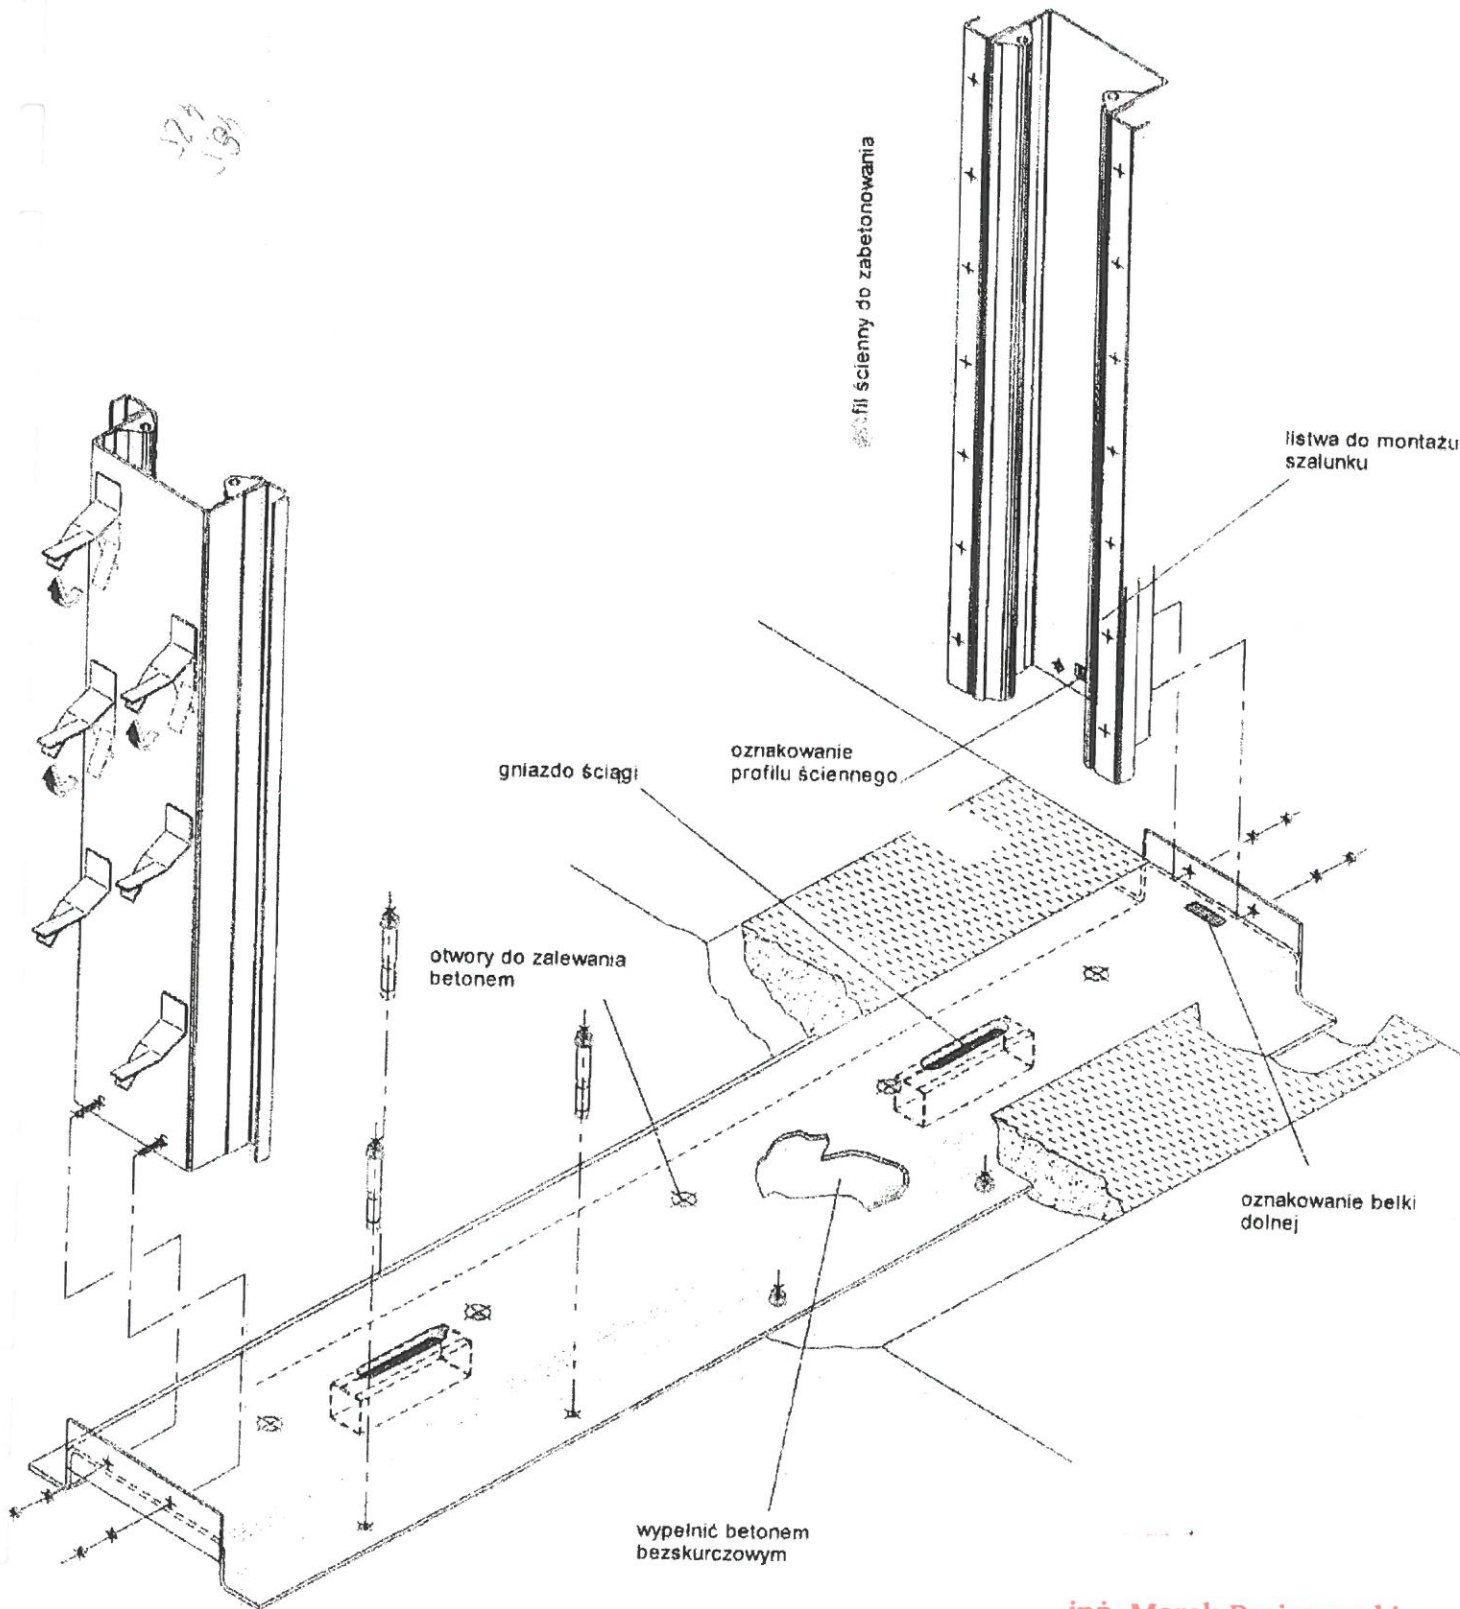 ścienny do zabetonowania
listwa do montażu
szalunku
oznakowanie
profilu ściennego
gniazdo ściągi
otwory do zalewania
betonem
oznakowanie belki
dolnej
wypełnić betonem
bezskurczowym
inż. Marek